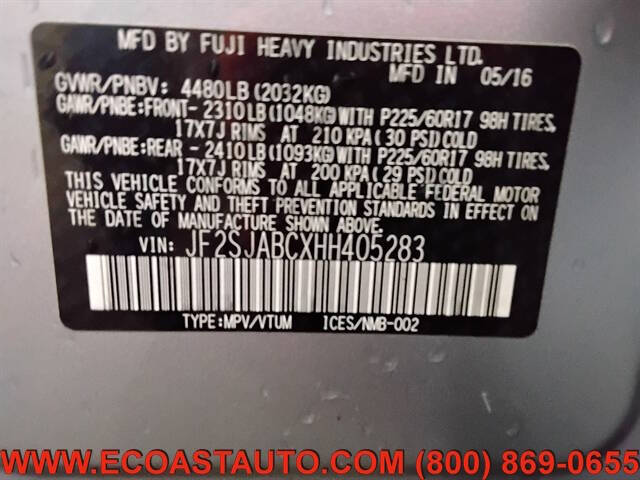 MFD BY FUJI HEAVY INDUSTRIES LTD.
MFD IN 05/16
GVWR/PNBV: 4480LB(2032KG)
GAWR/PNBE:FRONT-2310LB(1048KG)WITH P225/60R17 98H TIRES,
17X7J RIMS AT 210 KPA(30 PSI)COLD
GAWR/PNBE:REAR -2410LB(1093KG)WITH P225/60R17 98H TIRES,
17X7J RIMS AT 200 KPA(29 PSI)COLD
THIS VEHICLE CONFORMS TO ALL APPLICABLE FEDERAL MOTOR
VEHICLE SAFETY AND THEFT PREVENTION STANDARDS IN EFFECT ON
THE DATE OF MANUFACTURE SHOWN ABOVE.
VIN: JF2SJABCXHH405283
TYPE:MPV/VTUM ICES/NMB-002
WWW.ECOASTAUTO.COM (800) 869-0655